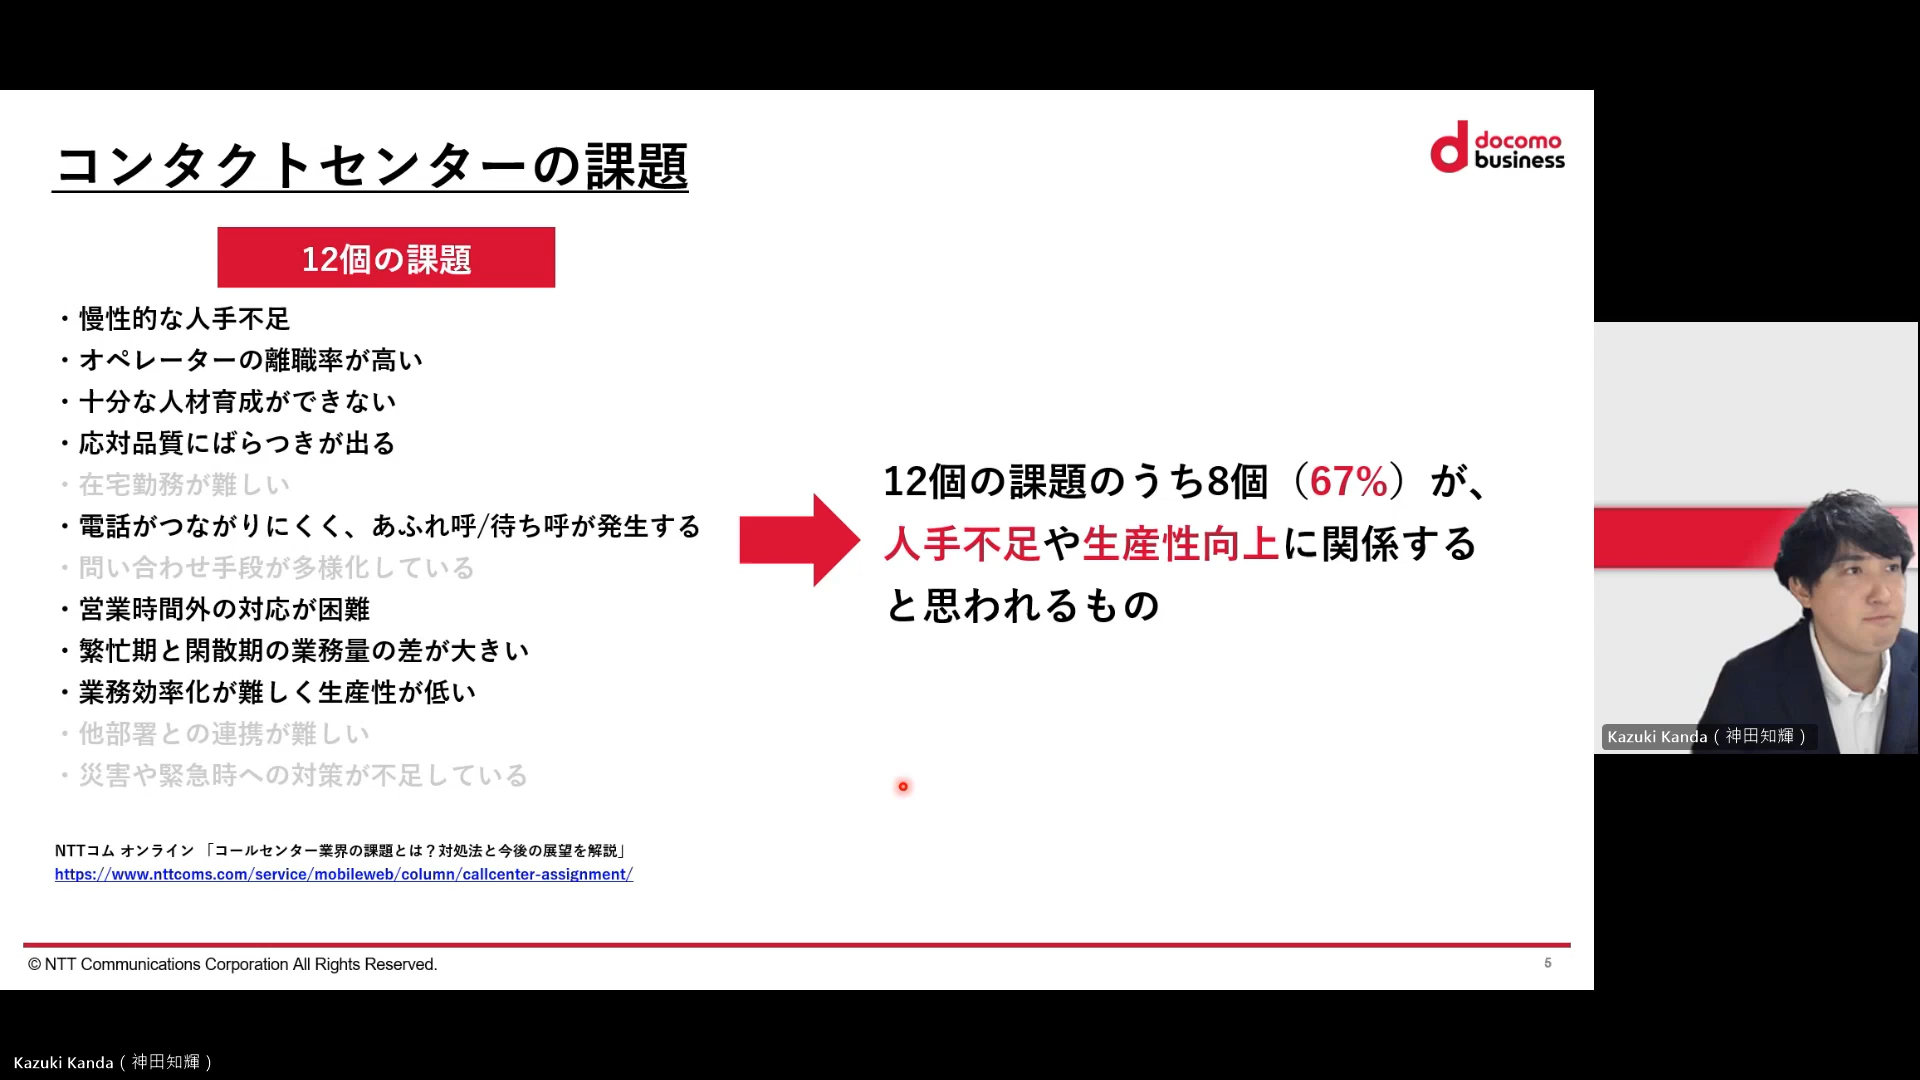 コンタクトセンターの課題
docomo
business
12個の課題
・慢性的な人手不足
・オペレーターの離職率が高い
・十分な人材育成ができない
・応対品質にばらつきが出る
・在宅勤務が難しい
・電話がつながりにくく、あふれ呼/待ち呼が発生する
・問い合わせ手段が多様化している
・営業時間外の対応が困難
・繁忙期と閑散期の業務量の差が大きい
・業務効率化が難しく生産性が低い
・他部署との連携が難しい
・災害や緊急時への対策が不足している
12個の課題のうち8個（67%）が、
人手不足や生産性向上に関係する
と思われるもの
NTTコム オンライン 「コールセンター業界の課題とは？対処法と今後の展望を解説」
https://www.nttcoms.com/service/mobileweb/column/callcenter-assignment/
© NTT Communications Corporation All Rights Reserved.
5
Kazuki Kanda ( 神田知輝 )
Kazuki Kanda ( 神田知輝 )